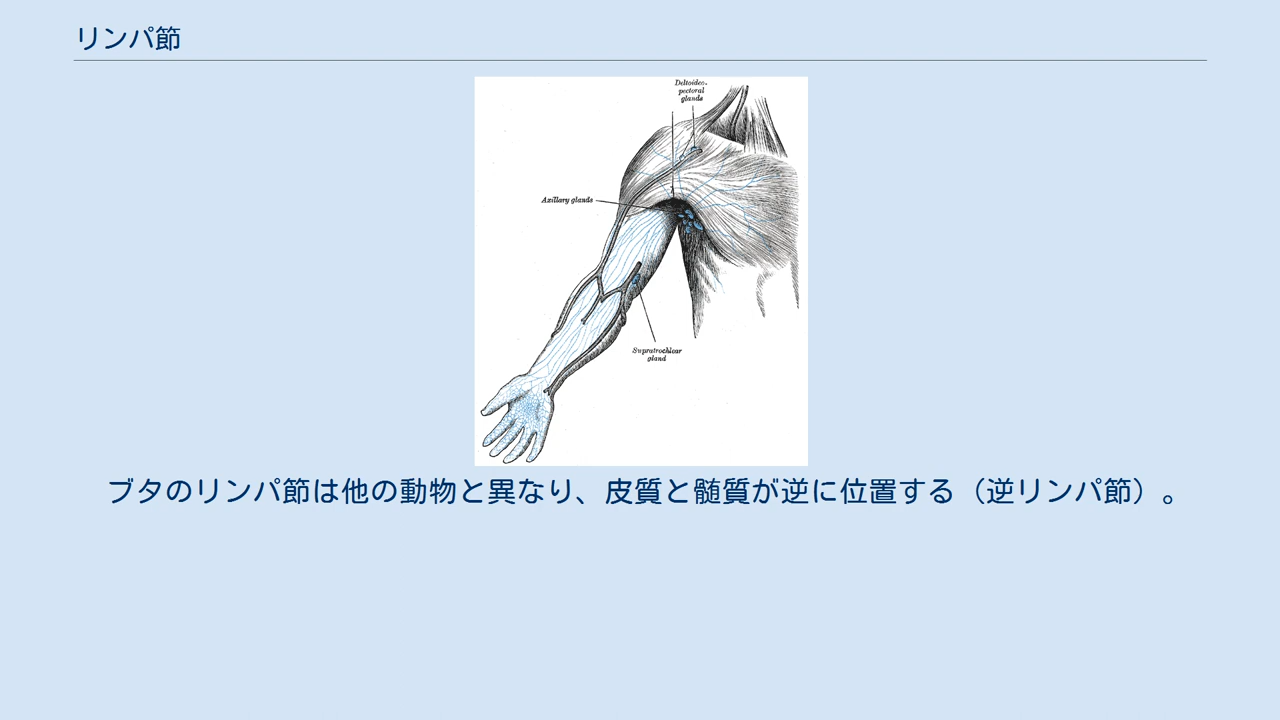 リンパ節
Deltoideo-
pectoral
glands
Axillary glands
Supratrochlear
gland
ブタのリンパ節は他の動物と異なり、皮質と髄質が逆に位置する（逆リンパ節）。